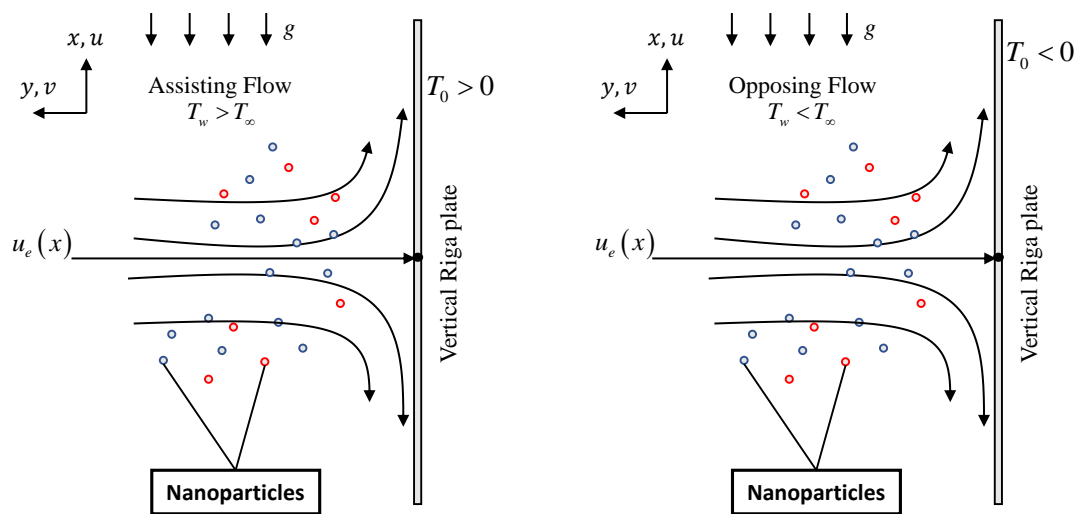 g
x, u
y, v
Assisting Flow
T_w > T_∞
T_0 > 0
u_e(x)
Vertical Riga plate
Nanoparticles
g
x, u
y, v
Opposing Flow
T_w < T_∞
T_0 < 0
u_e(x)
Vertical Riga plate
Nanoparticles